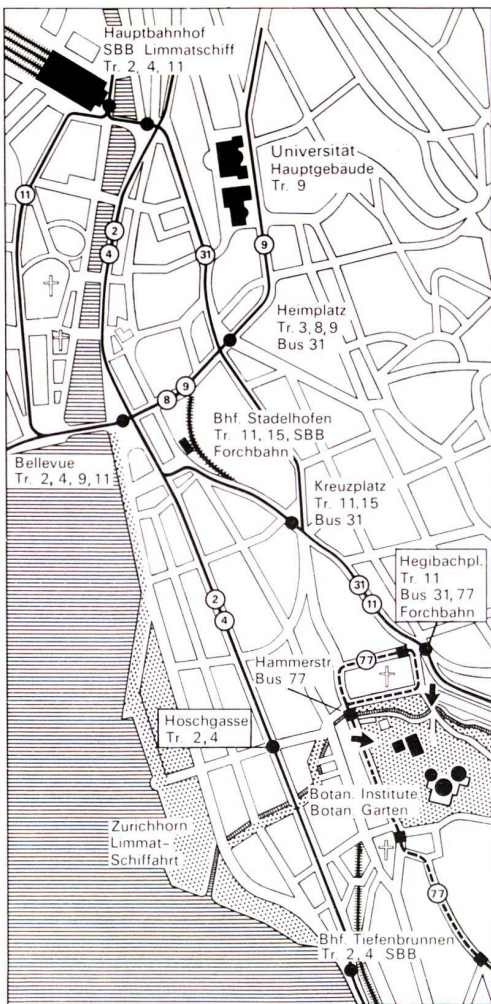 Hauptbahnhof
SBB Limmatschiff
Tr. 2, 4, 11
Universität
Hauptgebäude
Tr. 9
11
2
4
31
9
Heimplatz
Tr. 3, 8, 9
Bus 31
8
9
Bhf. Stadelhofen
Tr. 11, 15, SBB
Forchbahn
Bellevue
Tr. 2, 4, 9, 11
Kreuzplatz
Tr. 11, 15
Bus 31
Hegibachpl.
Tr. 11
Bus 31, 77
Forchbahn
31
11
2
4
77
Hammerstr.
Bus 77
Hoschgasse
Tr. 2, 4
Botan. Institute
Botan. Garten
Zürichhorn
Limmat-
Schiffahrt
77
Bhf. Tiefenbrunnen
Tr. 2, 4 SBB